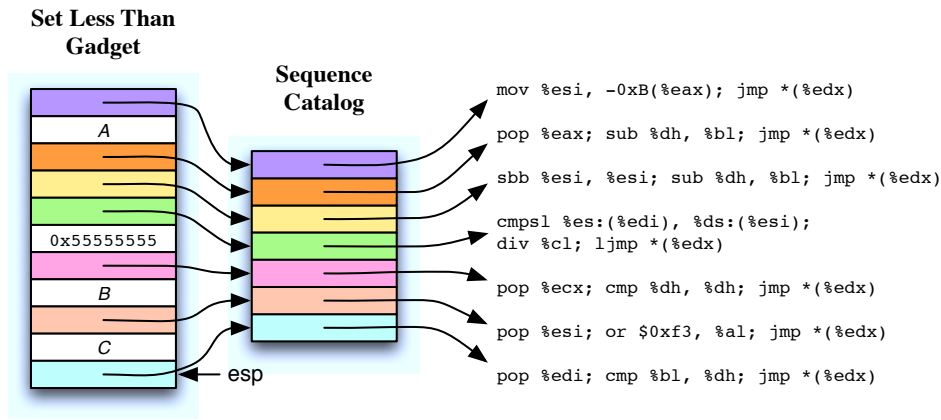 Set Less Than
Gadget
A
0x55555555
B
C
esp
Sequence
Catalog
mov %esi, -0xB(%eax); jmp *(%edx)
pop %eax; sub %dh, %bl; jmp *(%edx)
sbb %esi, %esi; sub %dh, %bl; jmp *(%edx)
cmpsl %es:(%edi), %ds:(%esi);
div %cl; ljmp *(%edx)
pop %ecx; cmp %dh, %dh; jmp *(%edx)
pop %esi; or $0xf3, %al; jmp *(%edx)
pop %edi; cmp %bl, %dh; jmp *(%edx)